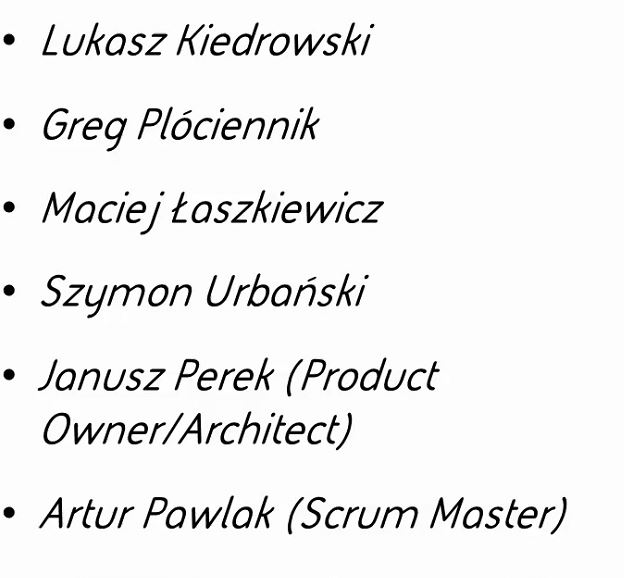 • Lukasz Kiedrowski
• Greg Plóciennik
• Maciej Łaszkiewicz
• Szymon Urbański
• Janusz Perek (Product
Owner/Architect)
• Artur Pawlak (Scrum Master)